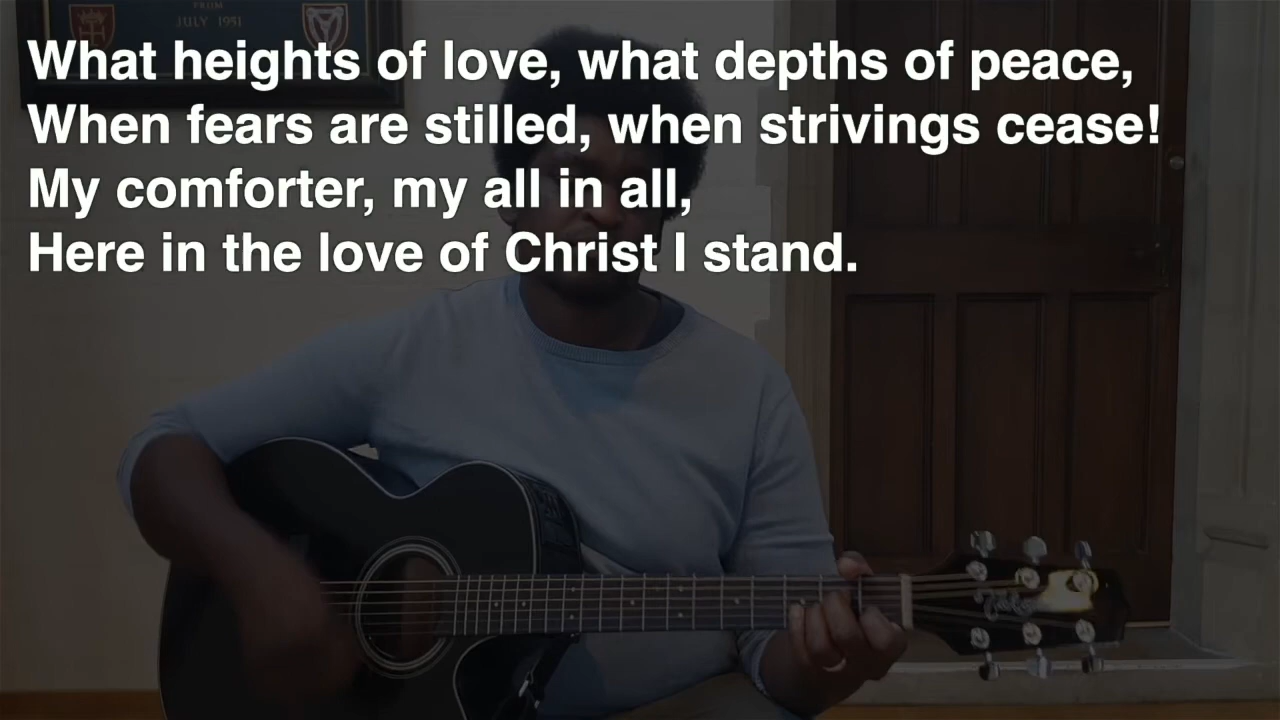 FROM
JULY 1951
What heights of love, what depths of peace,
When fears are stilled, when strivings cease!
My comforter, my all in all,
Here in the love of Christ I stand.